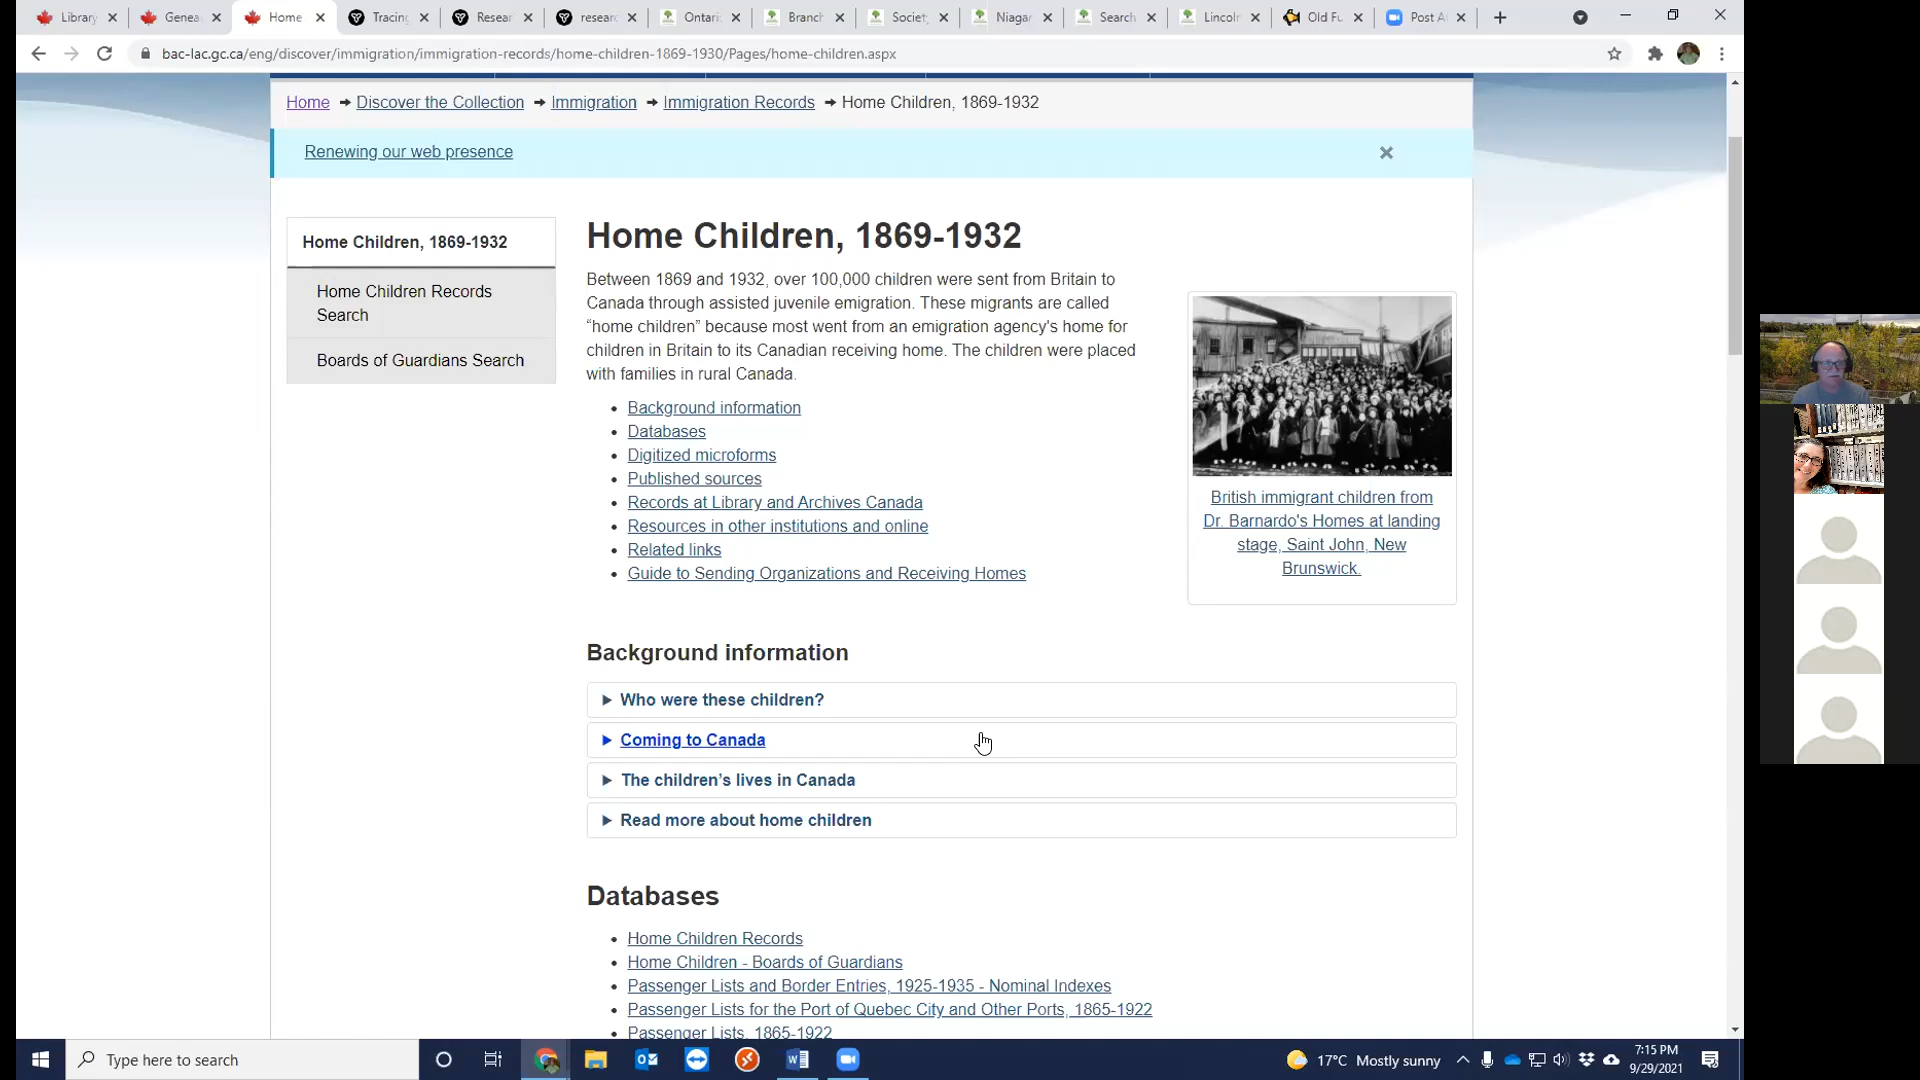 Library
Genea
Home
Tracing
Resear
researc
Ontari
Branch
Society
Niagar
Search
Lincoln
Old Fu
Post A
bac-lac.gc.ca/eng/discover/immigration/immigration-records/home-children-1869-1930/Pages/home-children.aspx
Home → Discover the Collection → Immigration → Immigration Records → Home Children, 1869-1932
Renewing our web presence
Home Children, 1869-1932
Home Children Records
Search
Boards of Guardians Search
Home Children, 1869-1932
Between 1869 and 1932, over 100,000 children were sent from Britain to
Canada through assisted juvenile emigration. These migrants are called
“home children” because most went from an emigration agency's home for
children in Britain to its Canadian receiving home. The children were placed
with families in rural Canada.
Background information
Databases
Digitized microforms
Published sources
Records at Library and Archives Canada
Resources in other institutions and online
Related links
Guide to Sending Organizations and Receiving Homes
British immigrant children from
Dr. Barnardo's Homes at landing
stage, Saint John, New
Brunswick.
Background information
Who were these children?
Coming to Canada
The children’s lives in Canada
Read more about home children
Databases
Home Children Records
Home Children - Boards of Guardians
Passenger Lists and Border Entries, 1925-1935 - Nominal Indexes
Passenger Lists for the Port of Quebec City and Other Ports, 1865-1922
Passenger Lists, 1865-1922
Type here to search
17°C Mostly sunny
7:15 PM
9/29/2021